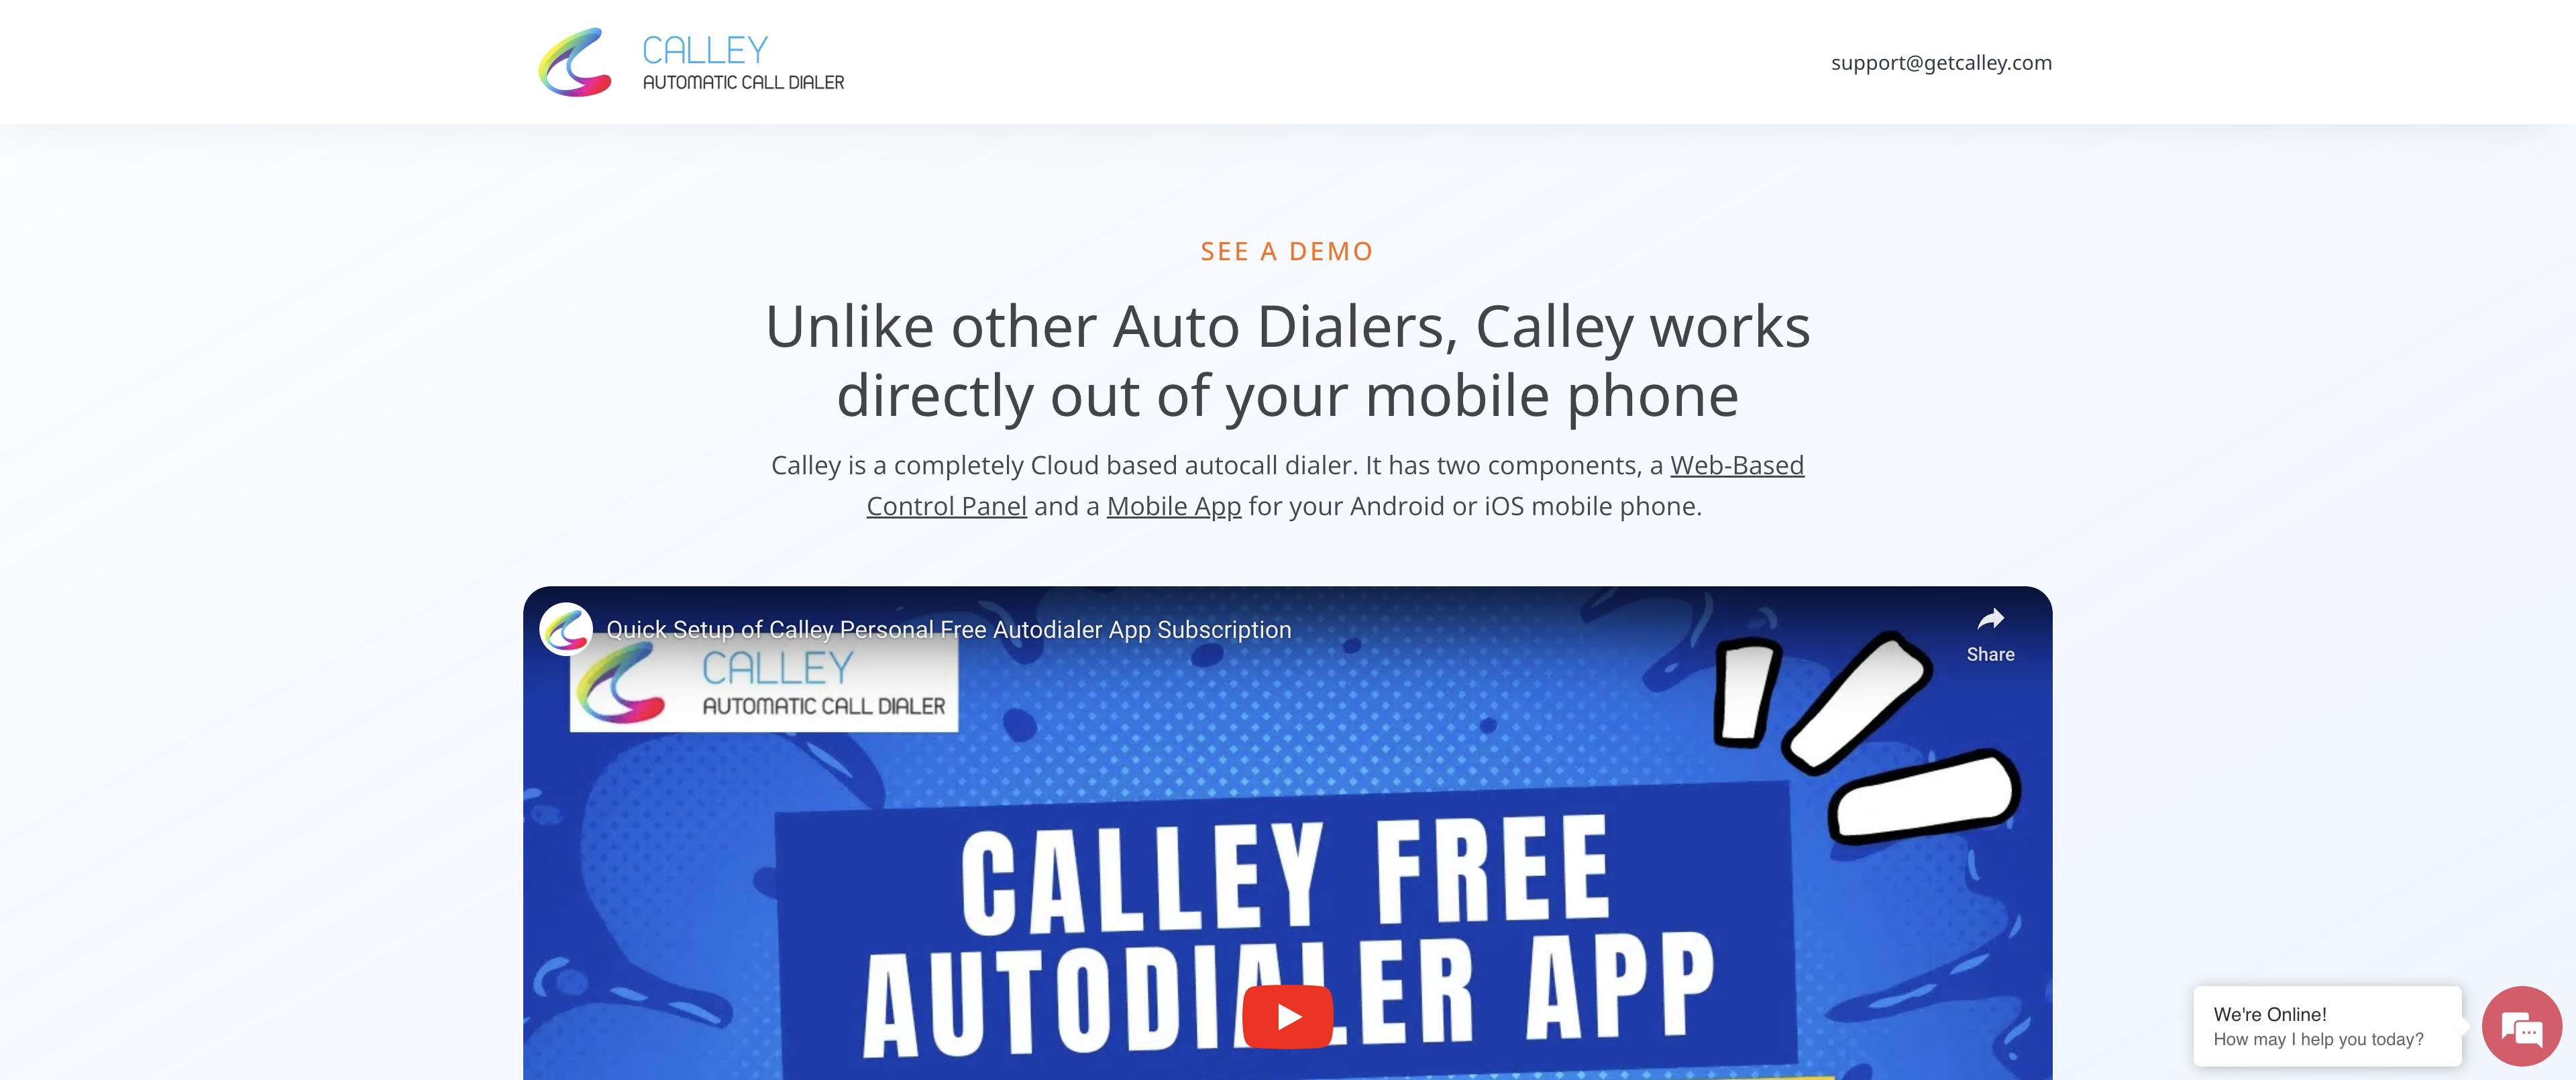 CALLEY
AUTOMATIC CALL DIALER
support@getcalley.com
SEE A DEMO
Unlike other Auto Dialers, Calley works
directly out of your mobile phone
Calley is a completely Cloud based autocall dialer. It has two components, a Web-Based
Control Panel and a Mobile App for your Android or iOS mobile phone.
Quick Setup of Calley Personal Free Autodialer App Subscription
Share
CALLEY
AUTOMATIC CALL DIALER
CALLEY FREE
AUTODIALER APP
We're Online!
How may I help you today?